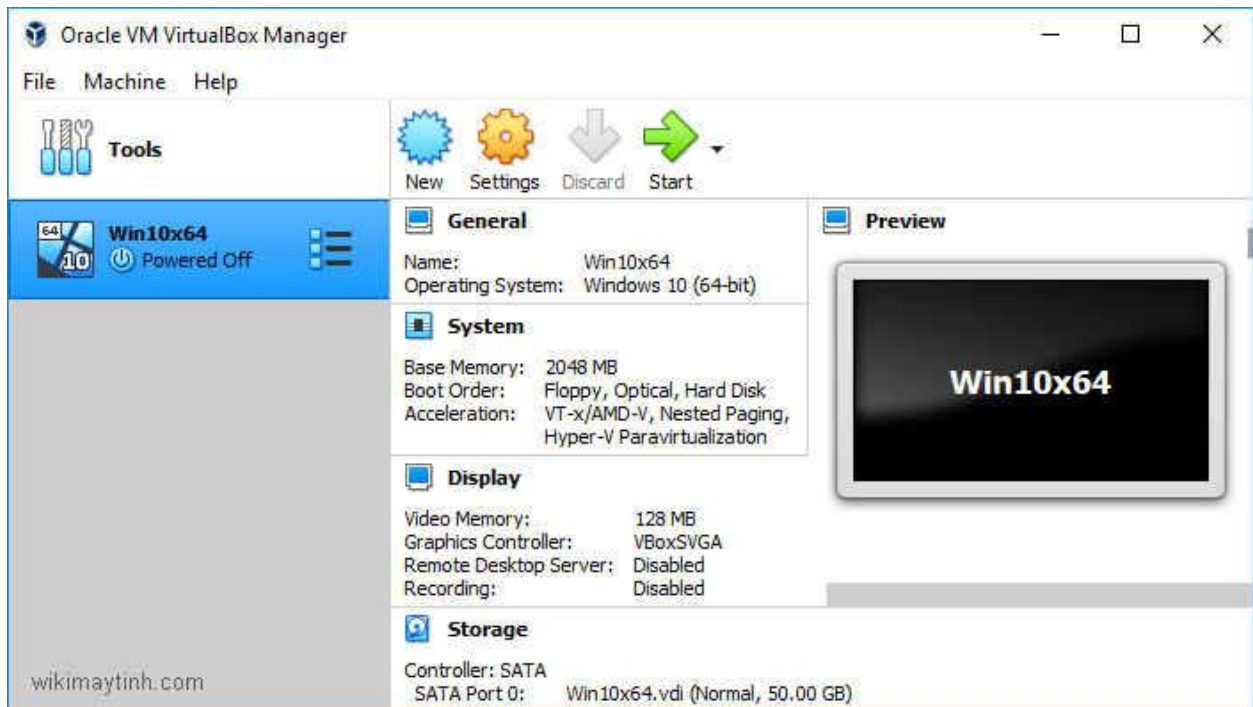 Oracle VM VirtualBox Manager
File Machine Help
Tools
New Settings Discard Start
64
10
Win10x64
Powered Off
General
Name: Win10x64
Operating System: Windows 10 (64-bit)
System
Base Memory: 2048 MB
Boot Order: Floppy, Optical, Hard Disk
Acceleration: VT-x/AMD-V, Nested Paging,
Hyper-V Paravirtualization
Display
Video Memory: 128 MB
Graphics Controller: VBoxSVGA
Remote Desktop Server: Disabled
Recording: Disabled
Storage
Controller: SATA
SATA Port 0: Win10x64.vdi (Normal, 50.00 GB)
Preview
Win10x64
wikimaytinh.com